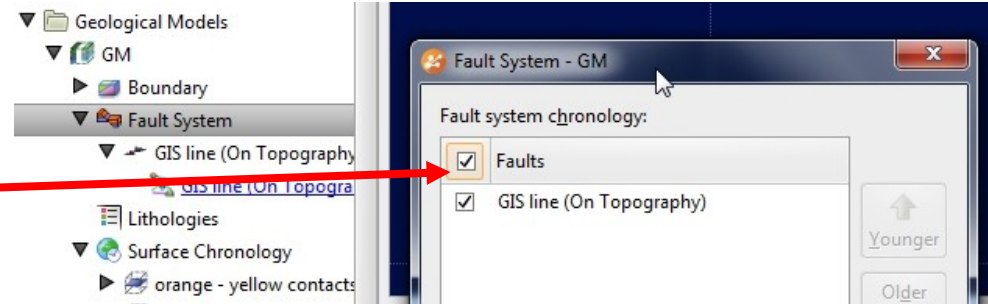 Geological Models
GM
Boundary
Fault System
GIS line (On Topography
GIS line (On Topogra
Lithologies
Surface Chronology
orange - yellow contacts
Fault System - GM
Fault system chronology:
Faults
GIS line (On Topography)
Younger
Older